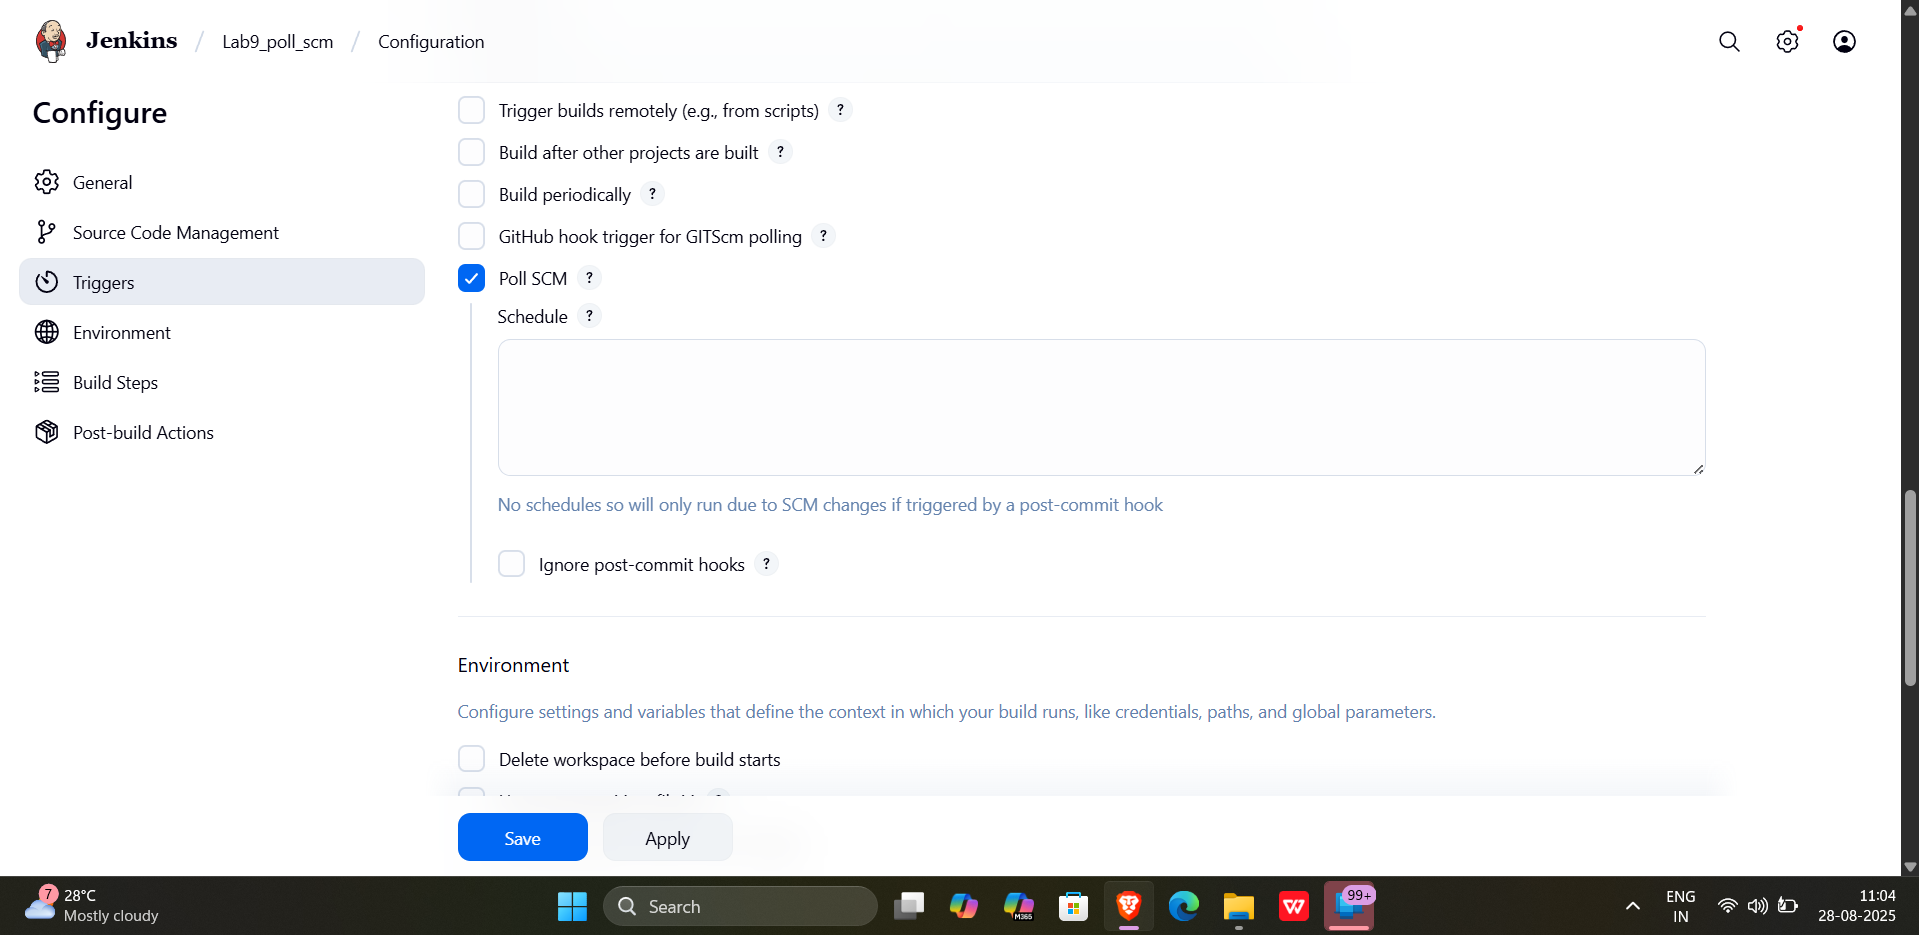 Jenkins / Lab9_poll_scm / Configuration
Configure
General
Source Code Management
Triggers
Environment
Build Steps
Post-build Actions
Trigger builds remotely (e.g., from scripts) ?
Build after other projects are built ?
Build periodically ?
GitHub hook trigger for GITScm polling ?
Poll SCM ?
Schedule ?
No schedules so will only run due to SCM changes if triggered by a post-commit hook
Ignore post-commit hooks ?
Environment
Configure settings and variables that define the context in which your build runs, like credentials, paths, and global parameters.
Delete workspace before build starts
Save
Apply
7
28°C
Mostly cloudy
Search
M365
W
99+
ENG
IN
11:04
28-08-2025